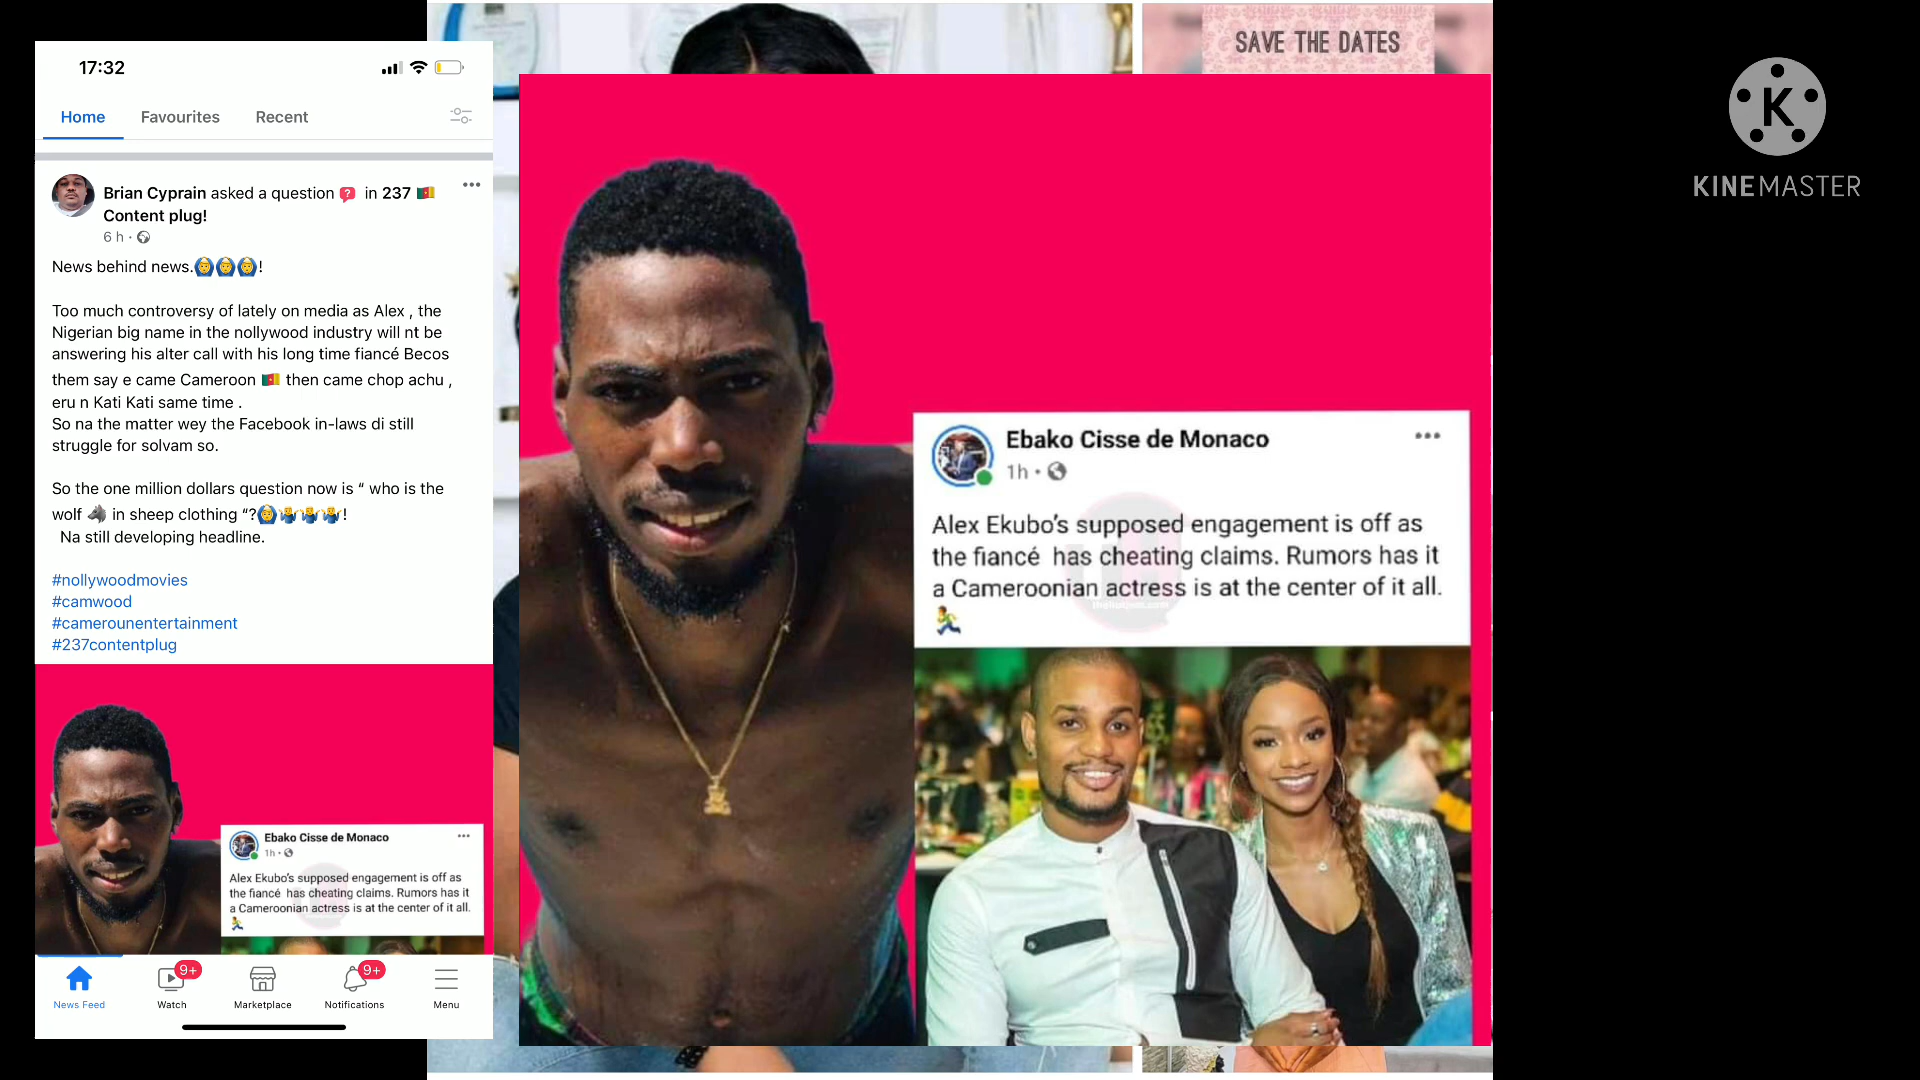 17:32
Home Favourites Recent
Brian Cyprain asked a question in 237
Content plug!
6 h ·
News behind news.🙆🙆🙆!
Too much controversy of lately on media as Alex , the
Nigerian big name in the nollywood industry will nt be
answering his alter call with his long time fiancé Becos
them say e came Cameroon 🇨🇲 then came chop achu ,
eru n Kati Kati same time .
So na the matter wey the Facebook in-laws di still
struggle for solvam so.
So the one million dollars question now is “ who is the
wolf 🐺 in sheep clothing “?🙆🤷🤷🤷!
Na still developing headline.
#nollywoodmovies
#camwood
#camerounentertainment
#237contentplug
Ebako Cisse de Monaco
1h ·
Alex Ekubo's supposed engagement is off as
the fiancé has cheating claims. Rumors has it
a Cameroonian actress is at the center of it all.
🏃
9+
9+
News Feed Watch Marketplace Notifications Menu
SAVE THE DATES
Ebako Cisse de Monaco
1h ·
Alex Ekubo's supposed engagement is off as
the fiancé has cheating claims. Rumors has it
a Cameroonian actress is at the center of it all.
🏃
K
KINEMASTER